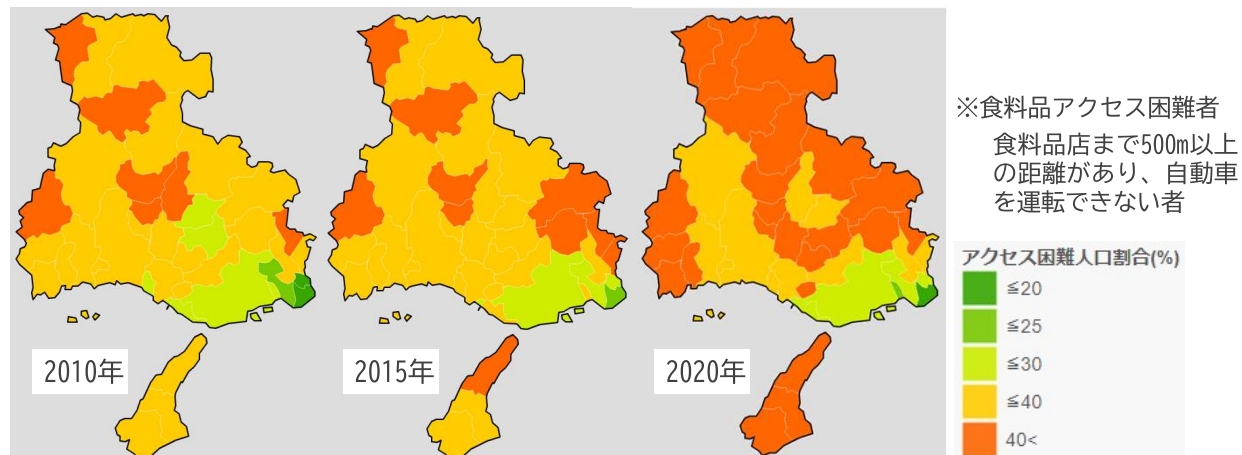 2010年
2015年
2020年
※食料品アクセス困難者
食料品店まで500m以上
の距離があり、自動車
を運転できない者
アクセス困難人口割合(%)
≦20
≦25
≦30
≦40
40<